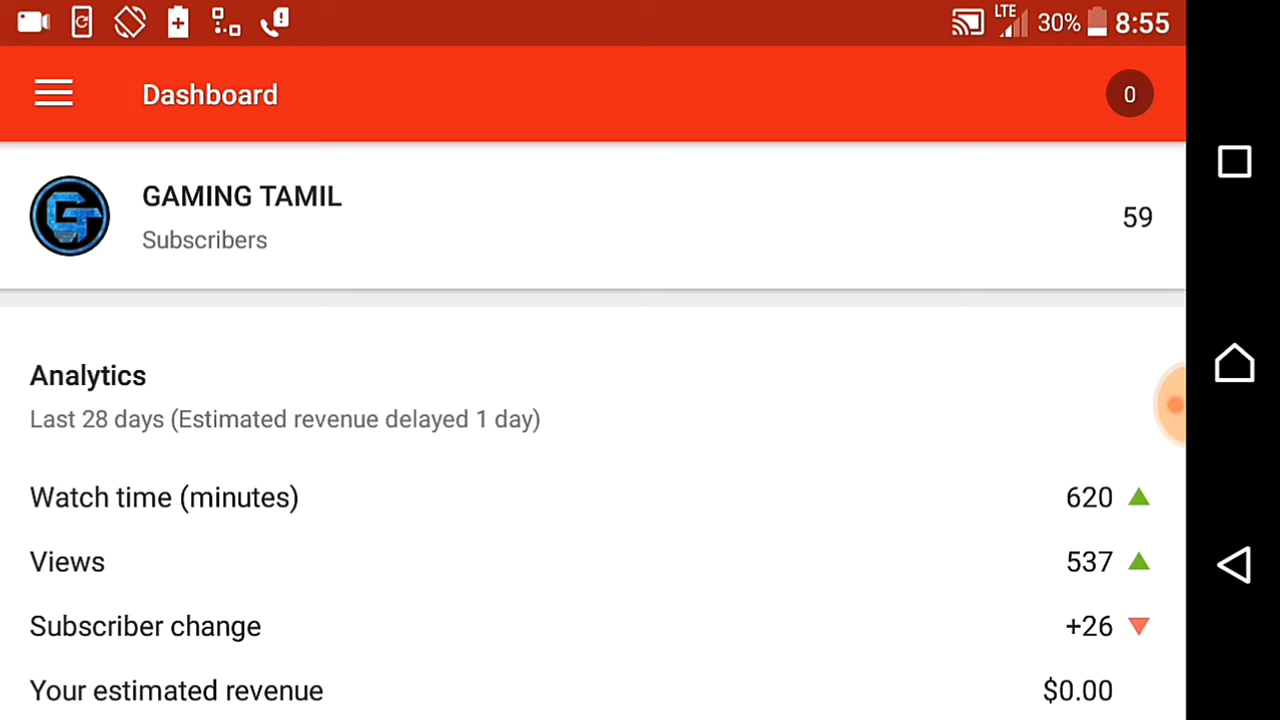 LTE 30% 8:55
Dashboard 0
GAMING TAMIL
Subscribers 59
Analytics
Last 28 days (Estimated revenue delayed 1 day)
Watch time (minutes) 620
Views 537
Subscriber change +26
Your estimated revenue $0.00